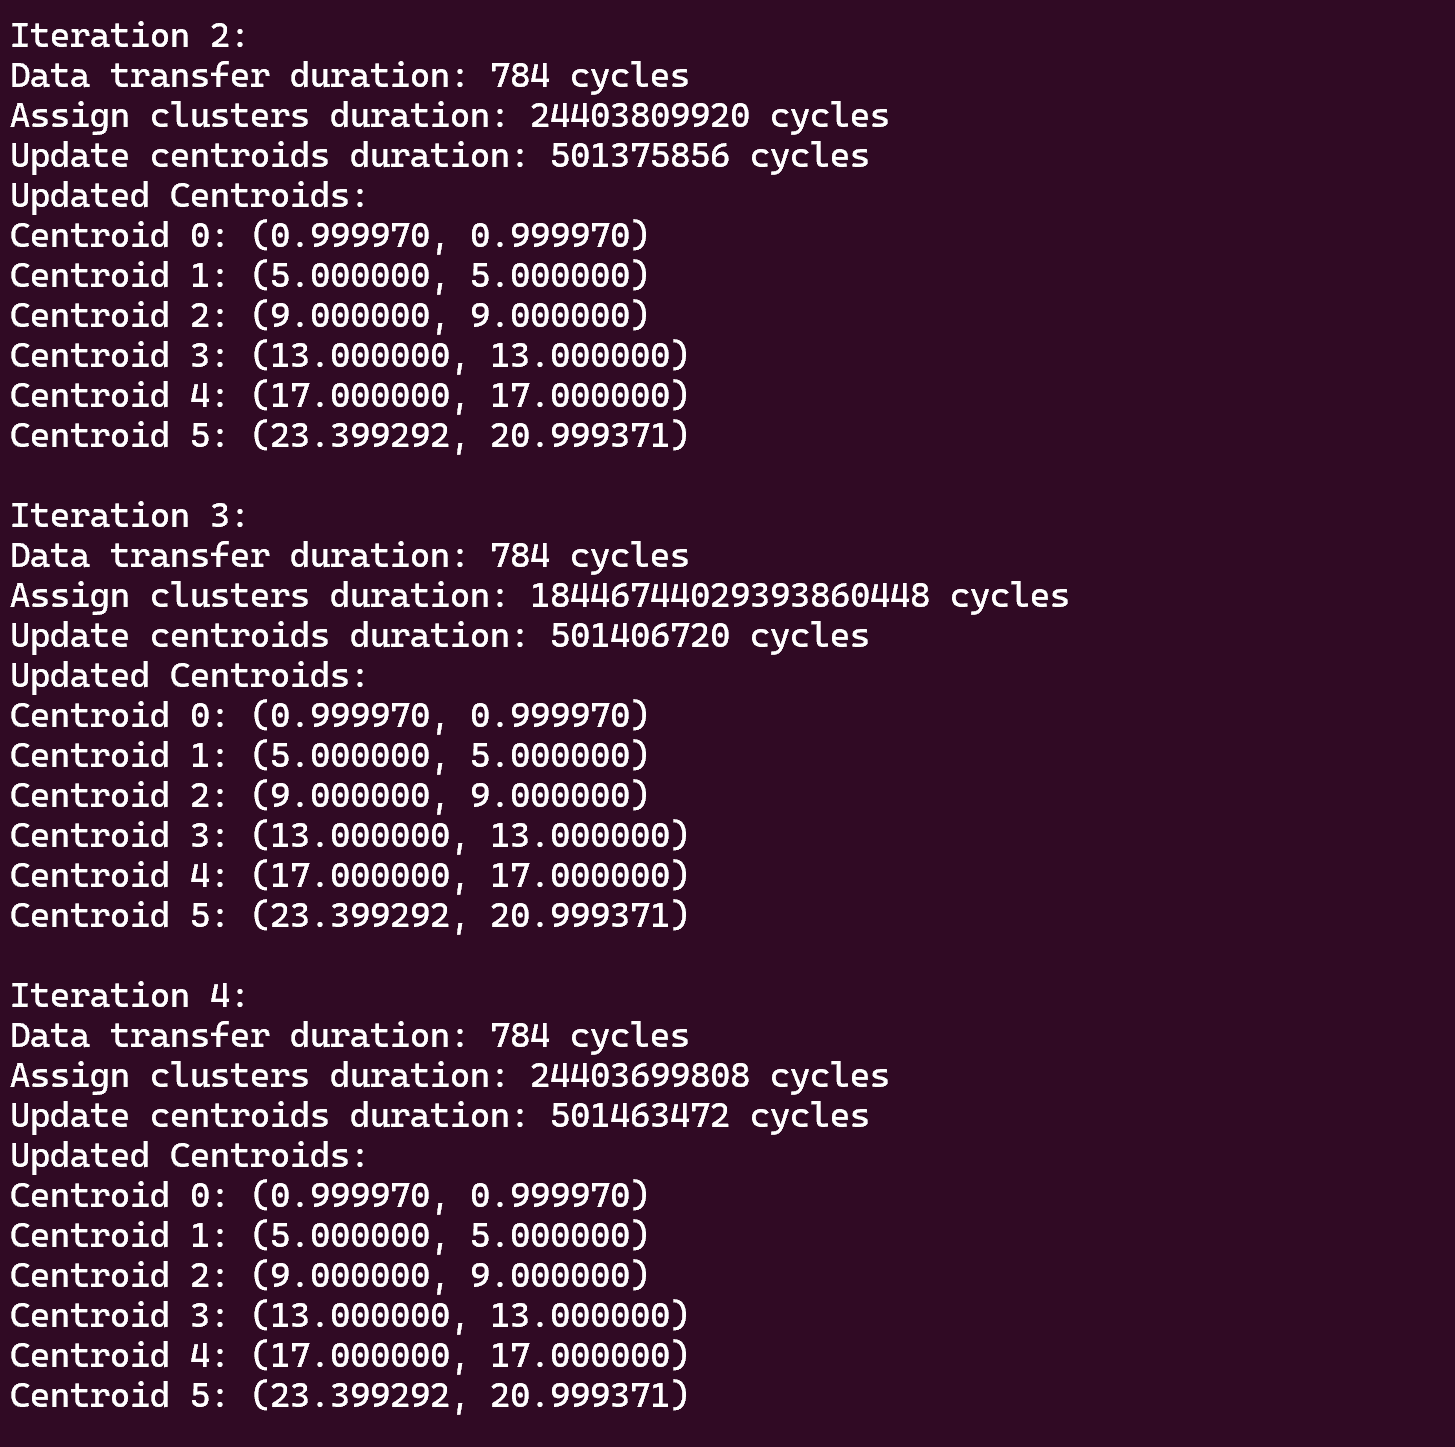 Iteration 2:
Data transfer duration: 784 cycles
Assign clusters duration: 24403809920 cycles
Update centroids duration: 501375856 cycles
Updated Centroids:
Centroid 0: (0.999970, 0.999970)
Centroid 1: (5.000000, 5.000000)
Centroid 2: (9.000000, 9.000000)
Centroid 3: (13.000000, 13.000000)
Centroid 4: (17.000000, 17.000000)
Centroid 5: (23.399292, 20.999371)
Iteration 3:
Data transfer duration: 784 cycles
Assign clusters duration: 18446744029393860448 cycles
Update centroids duration: 501406720 cycles
Updated Centroids:
Centroid 0: (0.999970, 0.999970)
Centroid 1: (5.000000, 5.000000)
Centroid 2: (9.000000, 9.000000)
Centroid 3: (13.000000, 13.000000)
Centroid 4: (17.000000, 17.000000)
Centroid 5: (23.399292, 20.999371)
Iteration 4:
Data transfer duration: 784 cycles
Assign clusters duration: 24403699808 cycles
Update centroids duration: 501463472 cycles
Updated Centroids:
Centroid 0: (0.999970, 0.999970)
Centroid 1: (5.000000, 5.000000)
Centroid 2: (9.000000, 9.000000)
Centroid 3: (13.000000, 13.000000)
Centroid 4: (17.000000, 17.000000)
Centroid 5: (23.399292, 20.999371)